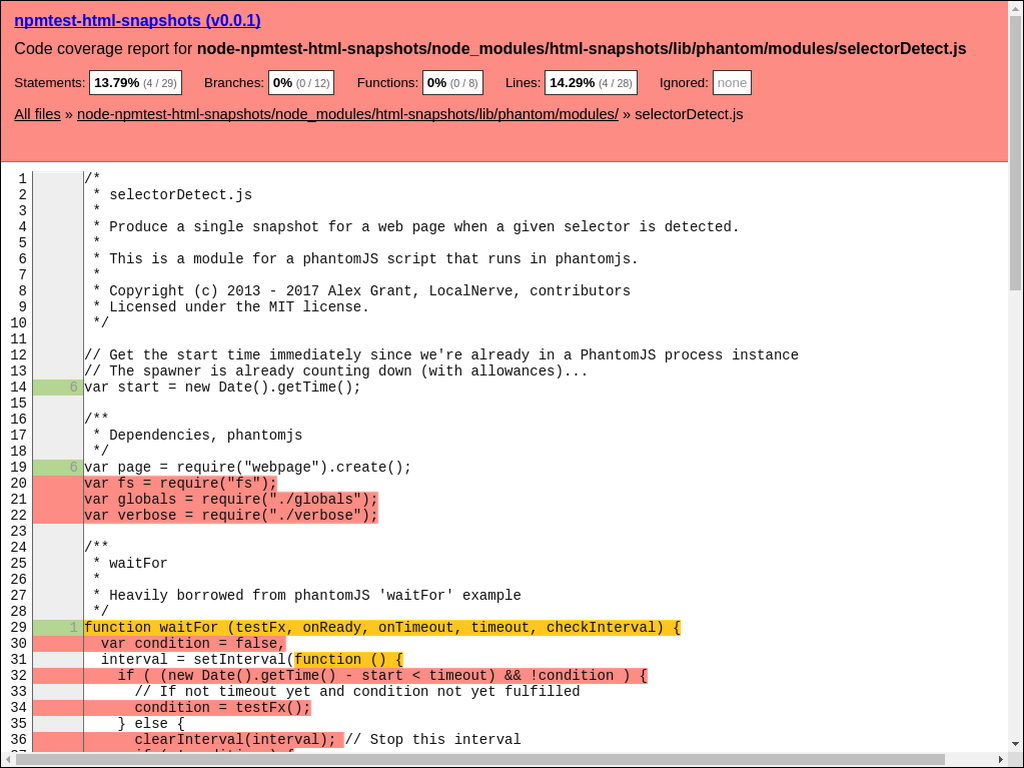 npmtest-html-snapshots (v0.0.1)
Code coverage report for node-npmtest-html-snapshots/node_modules/html-snapshots/lib/phantom/modules/selectorDetect.js
Statements: 13.79% (4 / 29) Branches: 0% (0 / 12) Functions: 0% (0 / 8) Lines: 14.29% (4 / 28) Ignored: none
All files » node-npmtest-html-snapshots/node_modules/html-snapshots/lib/phantom/modules/ » selectorDetect.js
1 /*
2  * selectorDetect.js
3  *
4  * Produce a single snapshot for a web page when a given selector is detected.
5  *
6  * This is a module for a phantomJS script that runs in phantomjs.
7  *
8  * Copyright (c) 2013 - 2017 Alex Grant, LocalNerve, contributors
9  * Licensed under the MIT license.
10  */
11
12 // Get the start time immediately since we're already in a PhantomJS process instance
13 // The spawner is already counting down (with allowances)...
14 6 var start = new Date().getTime();
15
16 /**
17  * Dependencies, phantomjs
18  */
19 6 var page = require("webpage").create();
20 var fs = require("fs");
21 var globals = require("./globals");
22 var verbose = require("./verbose");
23
24 /**
25  * waitFor
26  *
27  * Heavily borrowed from phantomJS 'waitFor' example
28  */
29 1 function waitFor (testFx, onReady, onTimeout, timeout, checkInterval) {
30   var condition = false,
31   interval = setInterval(function () {
32     if ( (new Date().getTime() - start < timeout) && !condition ) {
33       // If not timeout yet and condition not yet fulfilled
34       condition = testFx();
35     } else {
36       clearInterval(interval); // Stop this interval